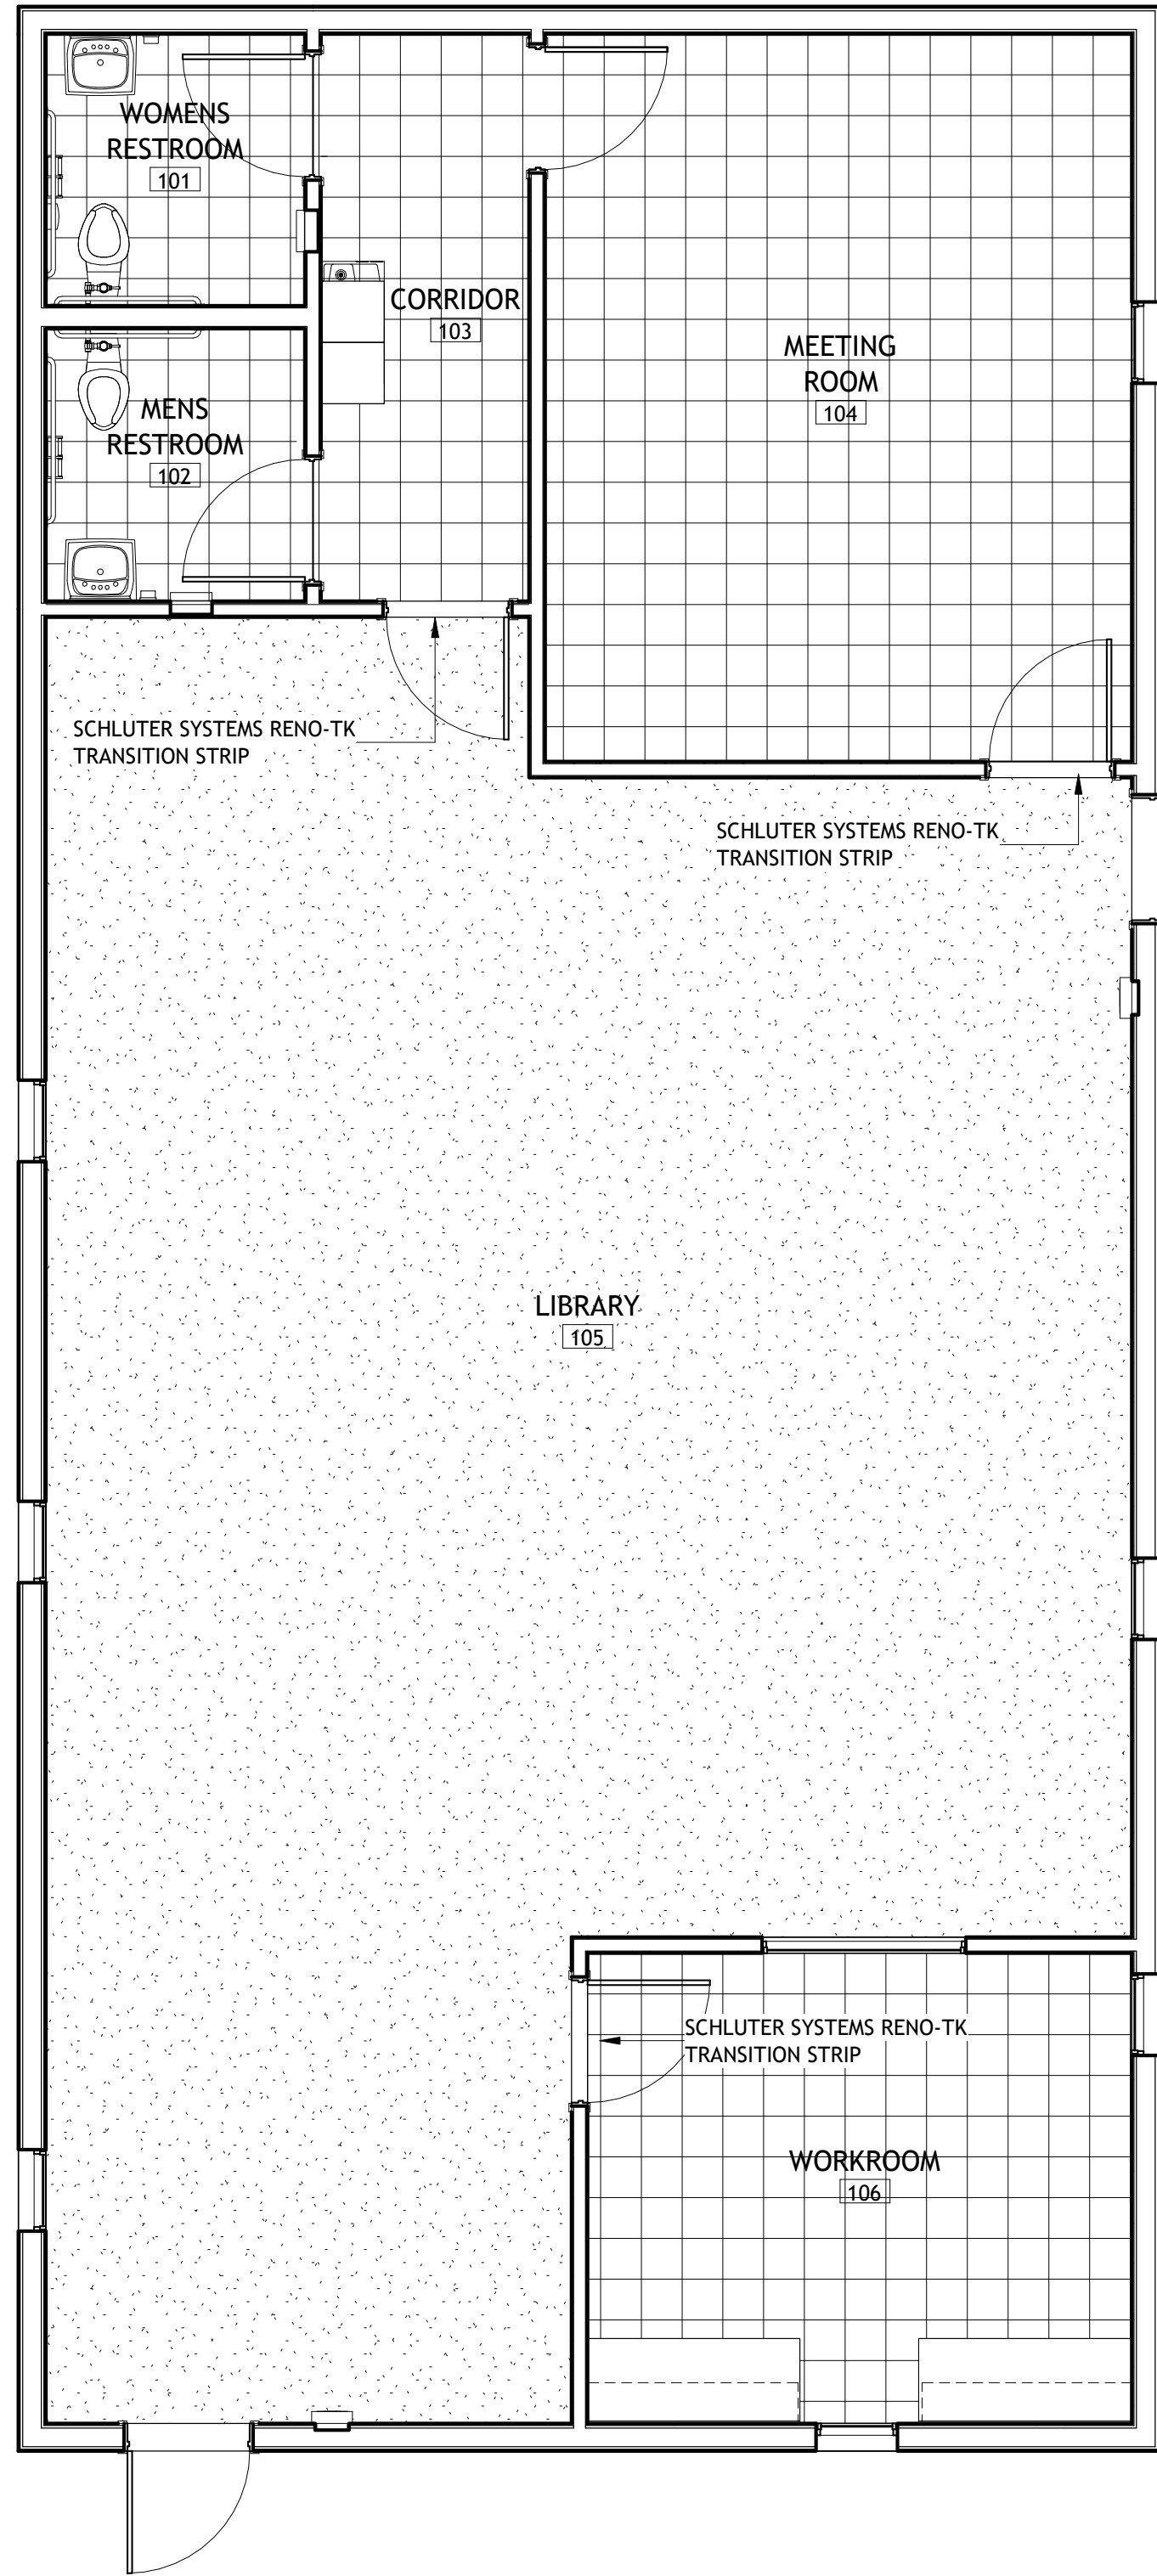 WOMENS
RESTROOM
101
CORRIDOR
103
MEETING
ROOM
104
MENS
RESTROOM
102
SCHLUTER SYSTEMS RENO-TK
TRANSITION STRIP
SCHLUTER SYSTEMS RENO-TK
TRANSITION STRIP
LIBRARY
105
SCHLUTER SYSTEMS RENO-TK
TRANSITION STRIP
WORKROOM
106